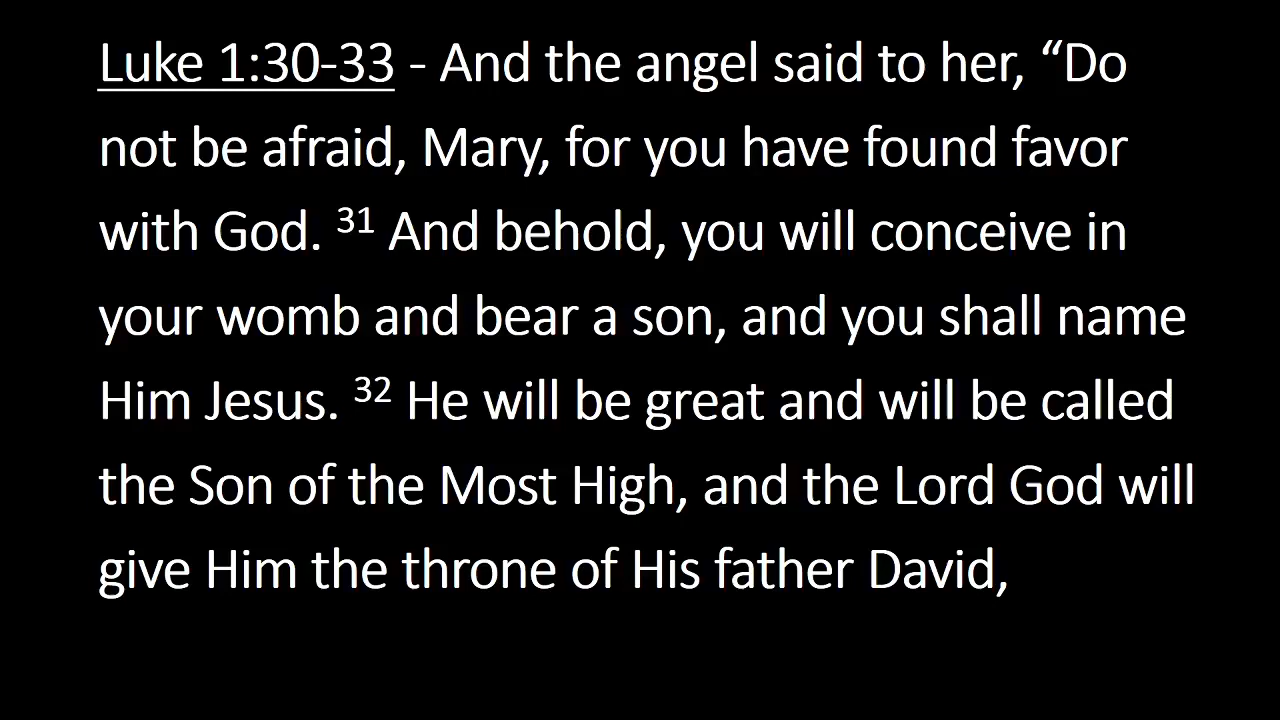 Luke 1:30-33 - And the angel said to her, “Do
not be afraid, Mary, for you have found favor
with God. ³¹ And behold, you will conceive in
your womb and bear a son, and you shall name
Him Jesus. ³² He will be great and will be called
the Son of the Most High, and the Lord God will
give Him the throne of His father David,